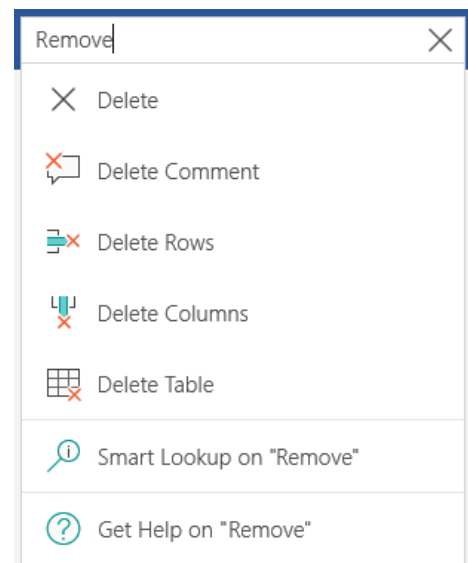 Remove
Delete
Delete Comment
Delete Rows
Delete Columns
Delete Table
Smart Lookup on "Remove"
Get Help on "Remove"